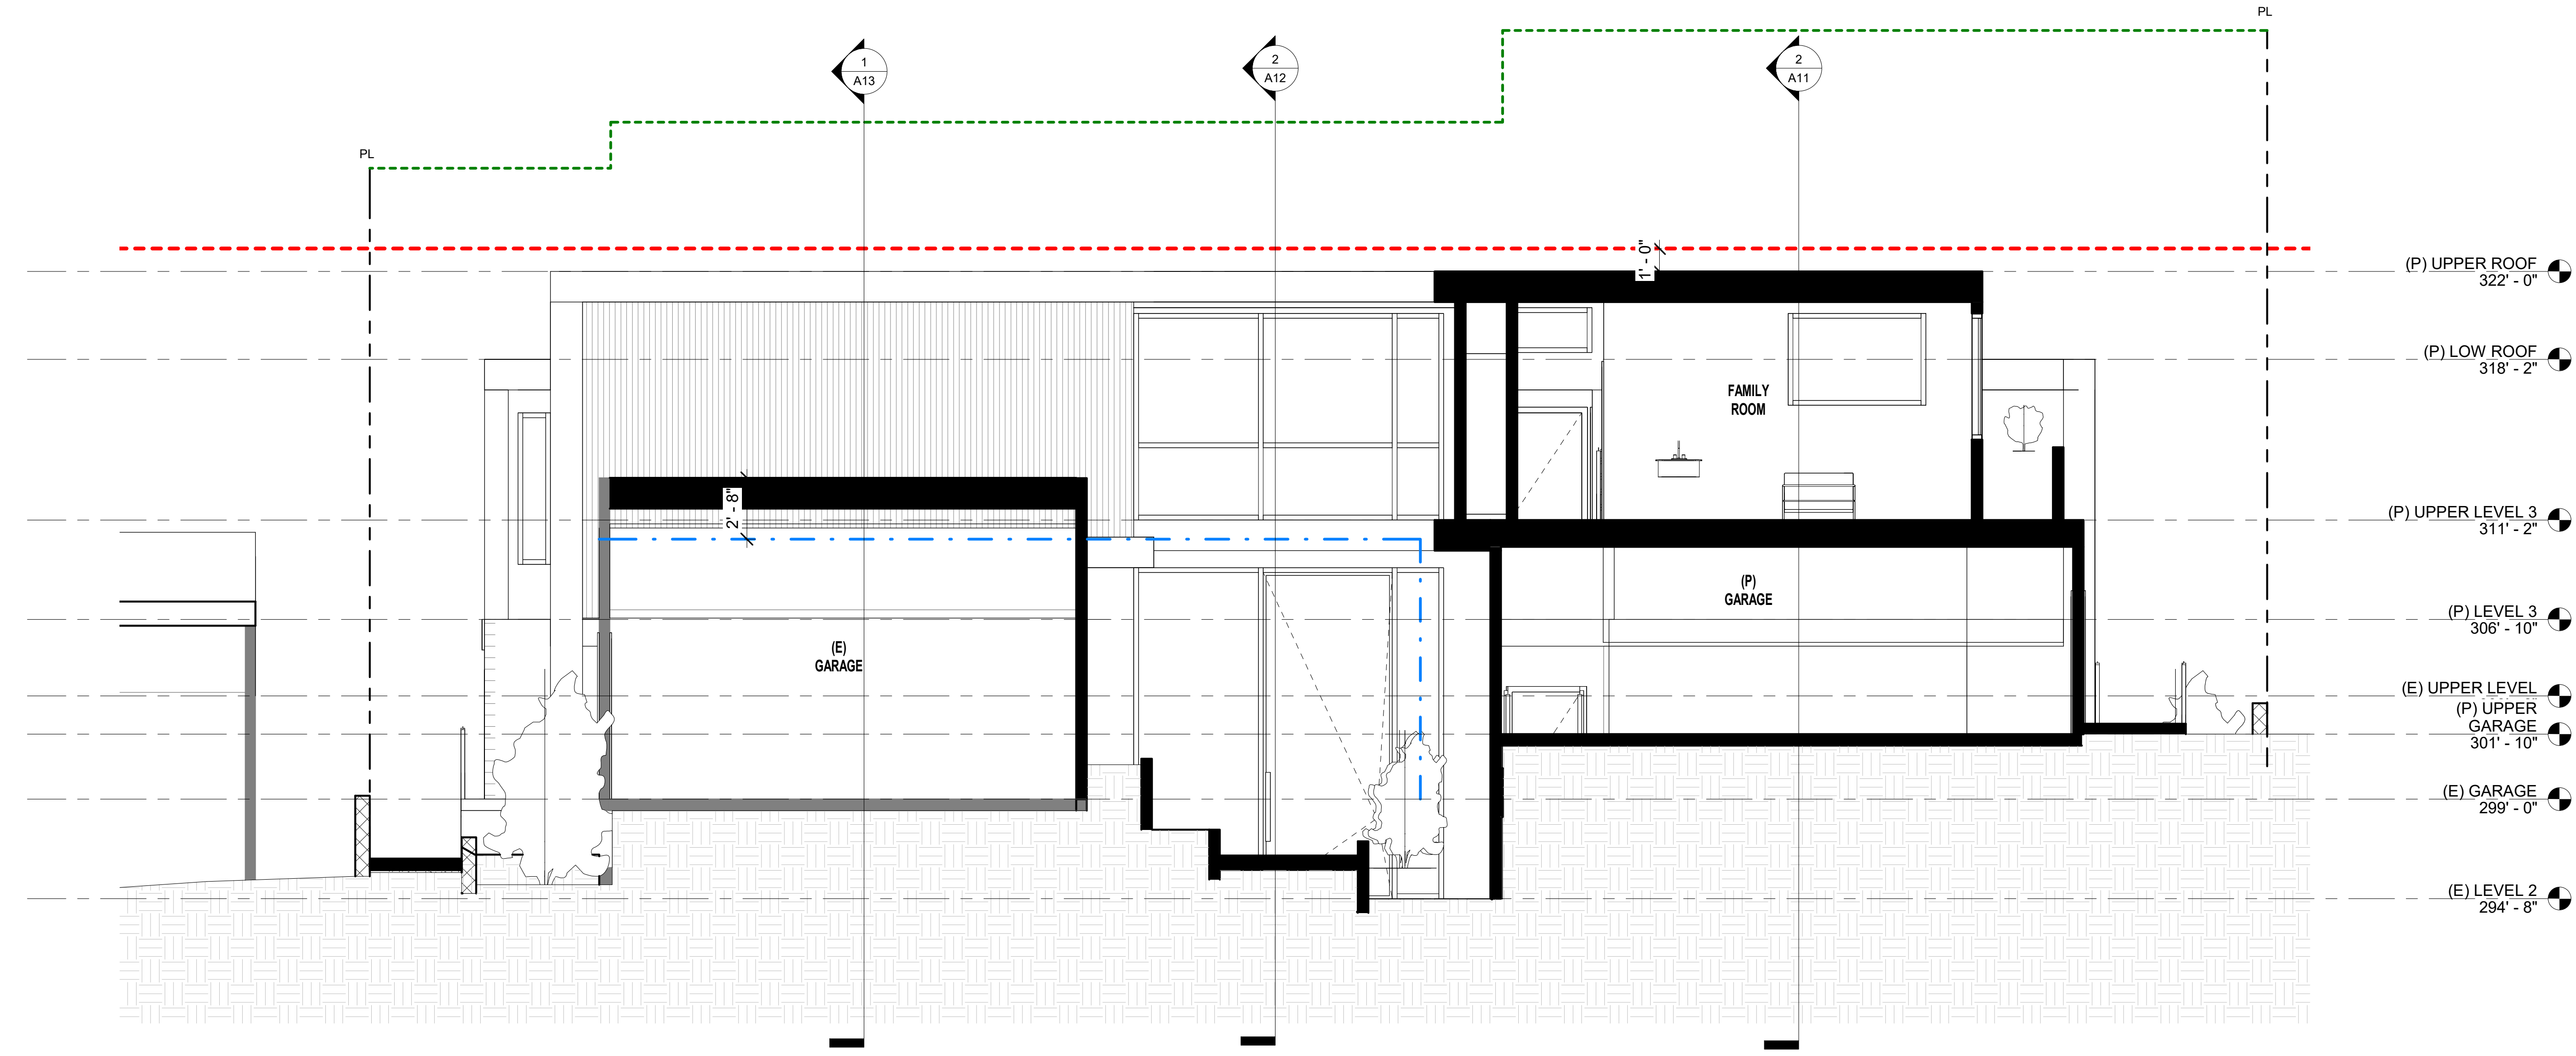 PL
PL
1
A13
2
A12
2
A11
1' - 0"
(P) UPPER ROOF
322' - 0"
(P) LOW ROOF
318' - 2"
FAMILY
ROOM
2' - 8"
(P) UPPER LEVEL 3
311' - 2"
(P)
GARAGE
(P) LEVEL 3
306' - 10"
(E)
GARAGE
(E) UPPER LEVEL
(P) UPPER
GARAGE
301' - 10"
(E) GARAGE
299' - 0"
(E) LEVEL 2
294' - 8"